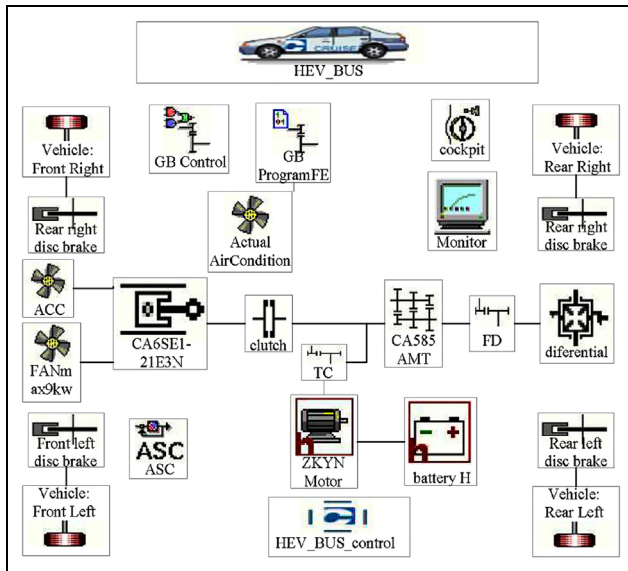 CRUISE
HEV_BUS
Vehicle:
Front Right
GB Control
GB
ProgramFE
cockpit
Vehicle:
Rear Right
Rear right
disc brake
Actual
AirCondition
Monitor
Rear right
disc brake
ACC
CA6SE1-
21E3N
clutch
CA585
AMT
FD
diferential
FANm
ax9kw
TC
Front left
disc brake
ASC
ASC
ZKYN
Motor
battery H
Rear left
disc brake
Vehicle:
Front Left
HEV_BUS_control
Vehicle:
Rear Left